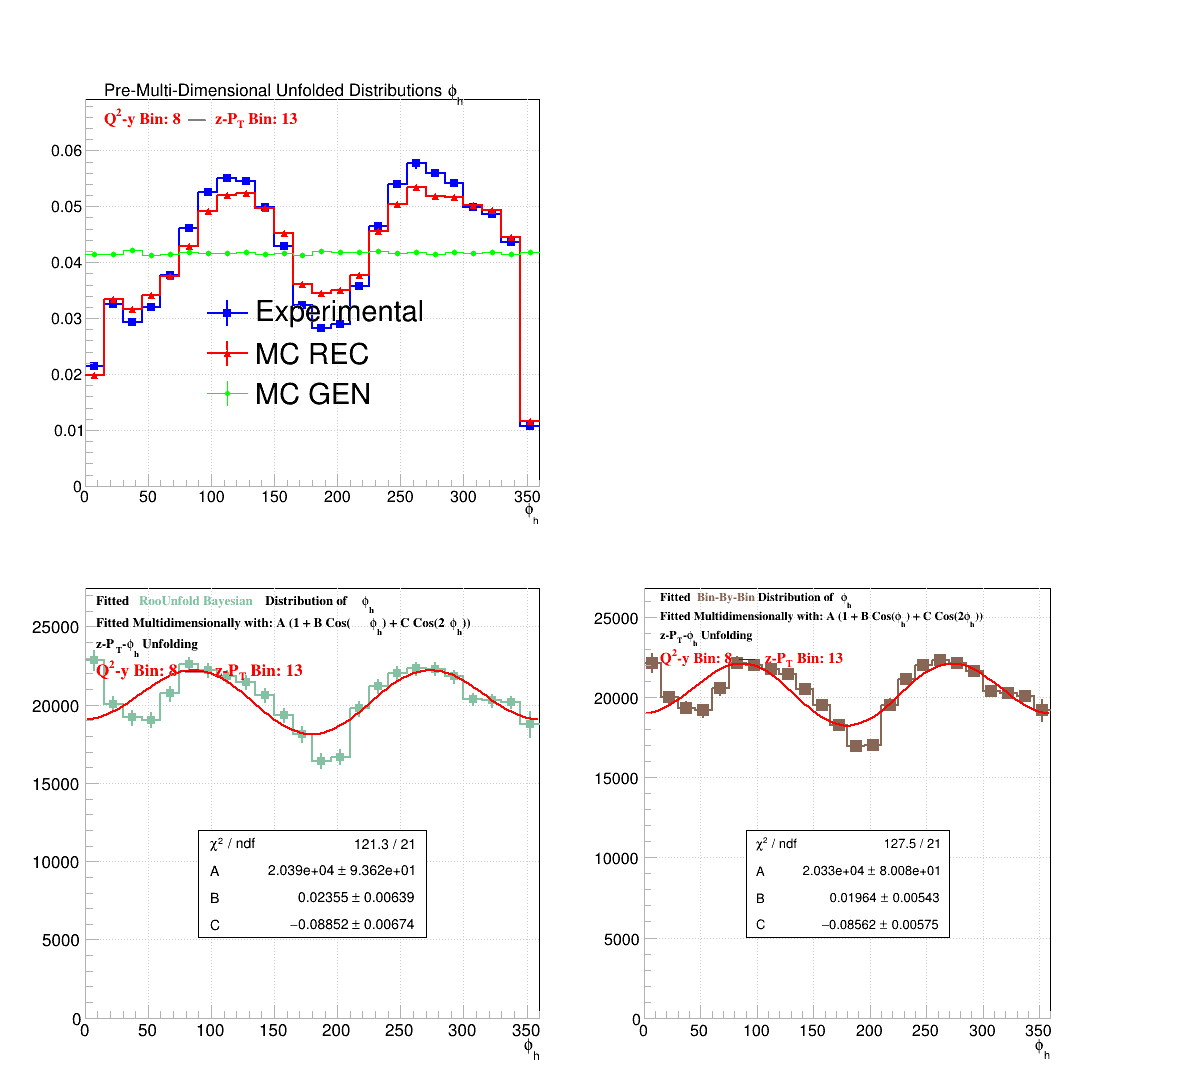 Pre-Multi-Dimensional Unfolded Distributions ϕh
Q²-y Bin: 8 — z-PT Bin: 13
0.06
0.05
0.04
0.03
0.02
0.01
0
Experimental
MC REC
MC GEN
0 50 100 150 200 250 300 350
ϕh
Fitted RooUnfold Bayesian Distribution of ϕh
Fitted Multidimensionally with: A (1 + B Cos( ϕh) + C Cos(2 ϕh))
z-PT-ϕh Unfolding
Q²-y Bin: 8 — z-PT Bin: 13
25000
20000
15000
10000
5000
0
χ² / ndf 121.3 / 21
A 2.039e+04 ± 9.362e+01
B 0.02355 ± 0.00639
C −0.08852 ± 0.00674
0 50 100 150 200 250 300 350
ϕh
Fitted Bin-By-Bin Distribution of ϕh
Fitted Multidimensionally with: A (1 + B Cos(ϕh) + C Cos(2ϕh))
z-PT-ϕh Unfolding
Q²-y Bin: 8 — z-PT Bin: 13
25000
20000
15000
10000
5000
0
χ² / ndf 127.5 / 21
A 2.033e+04 ± 8.008e+01
B 0.01964 ± 0.00543
C −0.08562 ± 0.00575
0 50 100 150 200 250 300 350
ϕh